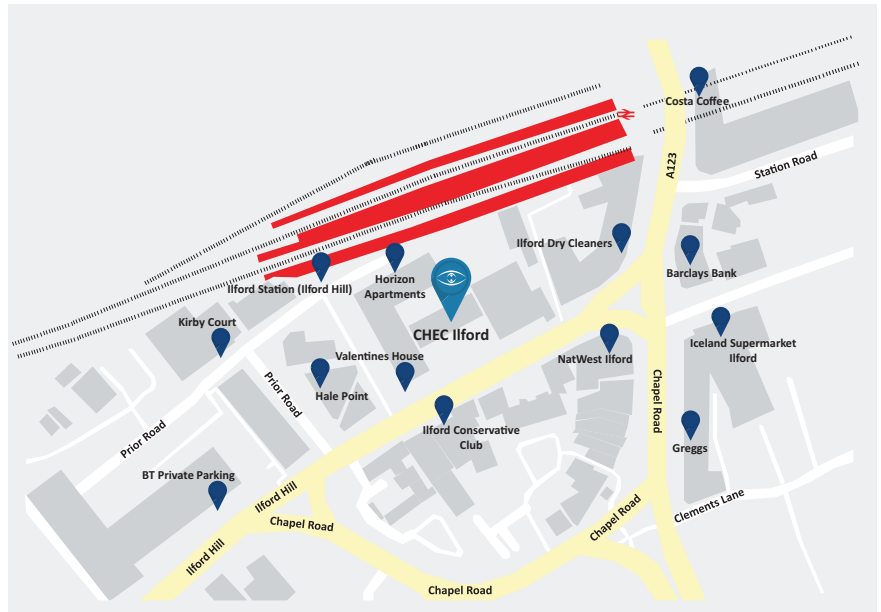 Costa Coffee
A123
Station Road
Ilford Dry Cleaners
Barclays Bank
Ilford Station (Ilford Hill)
Horizon
Apartments
CHEC Ilford
Kirby Court
Valentines House
NatWest Ilford
Iceland Supermarket
Ilford
Hale Point
Prior Road
Chapel Road
Prior Road
Ilford Conservative
Club
Greggs
BT Private Parking
Ilford Hill
Chapel Road
Chapel Road
Clements Lane
Ilford Hill
Chapel Road